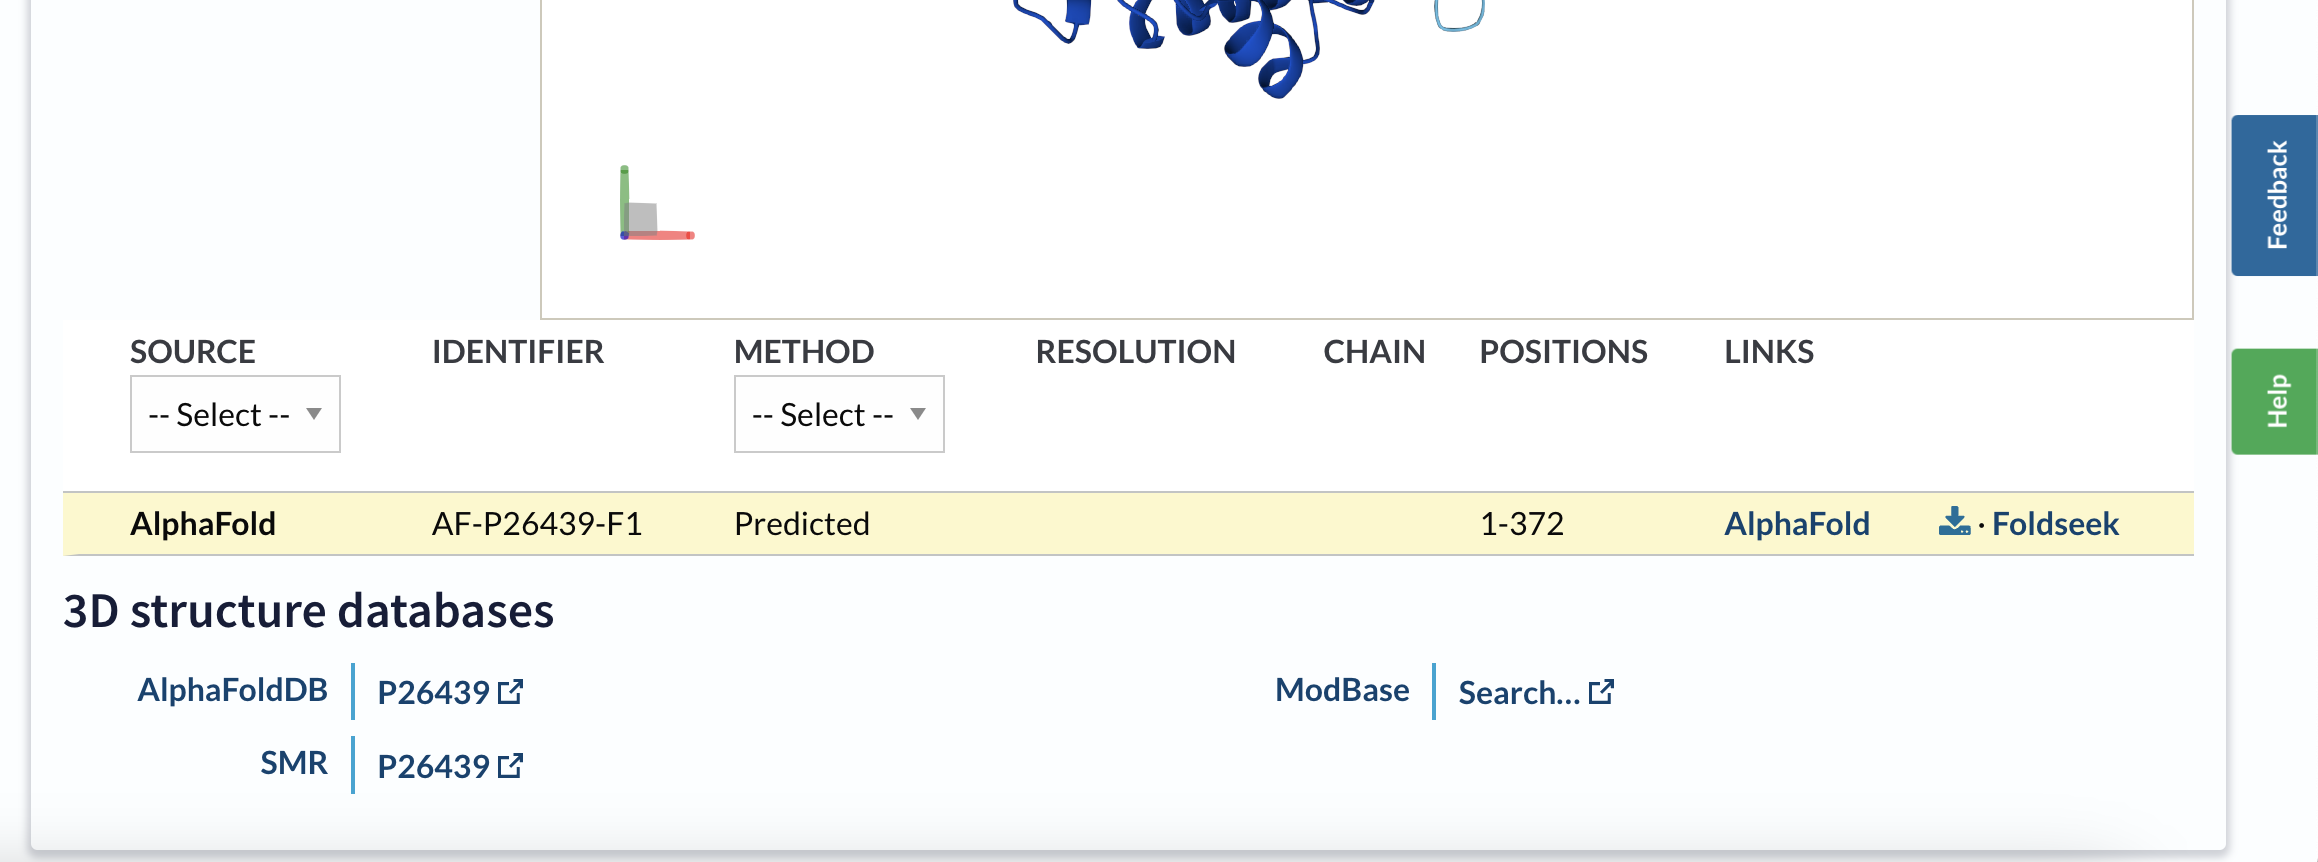 SOURCE IDENTIFIER METHOD RESOLUTION CHAIN POSITIONS LINKS
-- Select -- -- Select --
AlphaFold AF-P26439-F1 Predicted 1-372 AlphaFold · Foldseek
3D structure databases
AlphaFoldDB P26439 ModBase Search...
SMR P26439
Feedback
Help